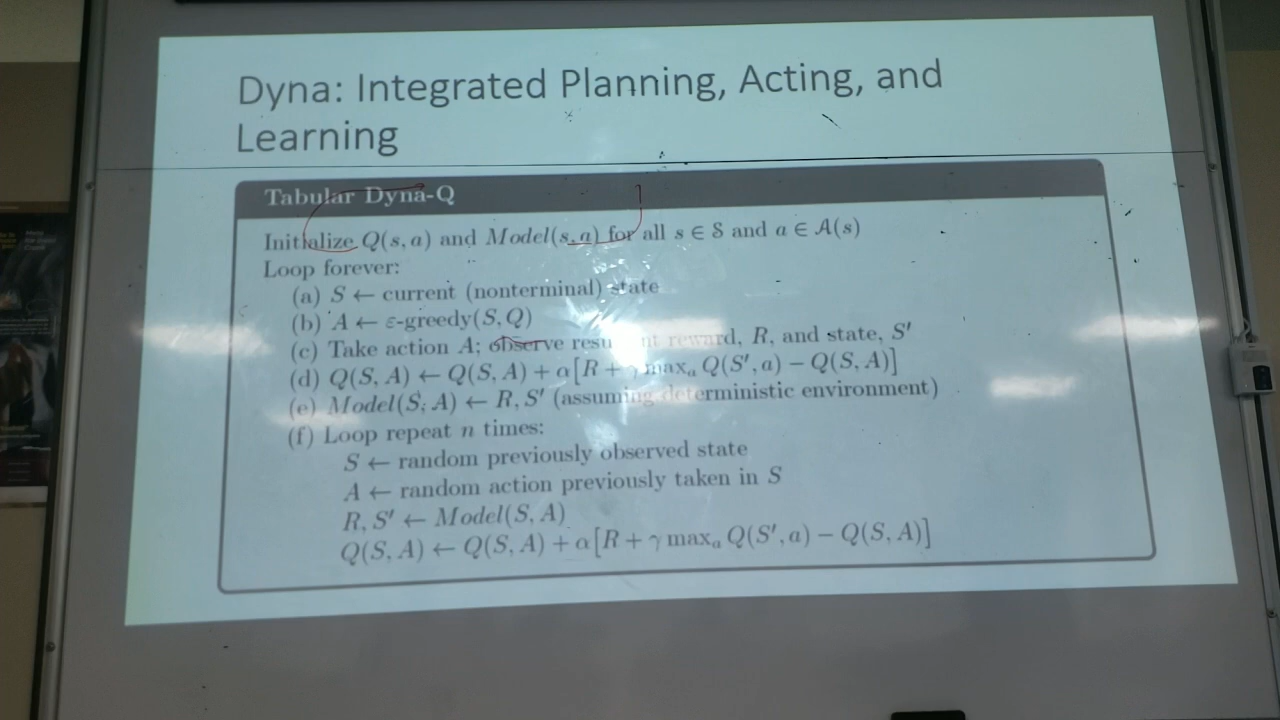 Dyna: Integrated Planning, Acting, and
Learning
Tabular Dyna-Q
Initialize Q(s, a) and Model(s, a) for all s ∈ S and a ∈ A(s)
Loop forever:
(a) S ← current (nonterminal) state
(b) A ← ε-greedy(S, Q)
(c) Take action A; observe resultant reward, R, and state, S′
(d) Q(S, A) ← Q(S, A) + α[R + γ maxₐ Q(S′, a) − Q(S, A)]
(e) Model(S, A) ← R, S′ (assuming deterministic environment)
(f) Loop repeat n times:
S ← random previously observed state
A ← random action previously taken in S
R, S′ ← Model(S, A)
Q(S, A) ← Q(S, A) + α[R + γ maxₐ Q(S′, a) − Q(S, A)]